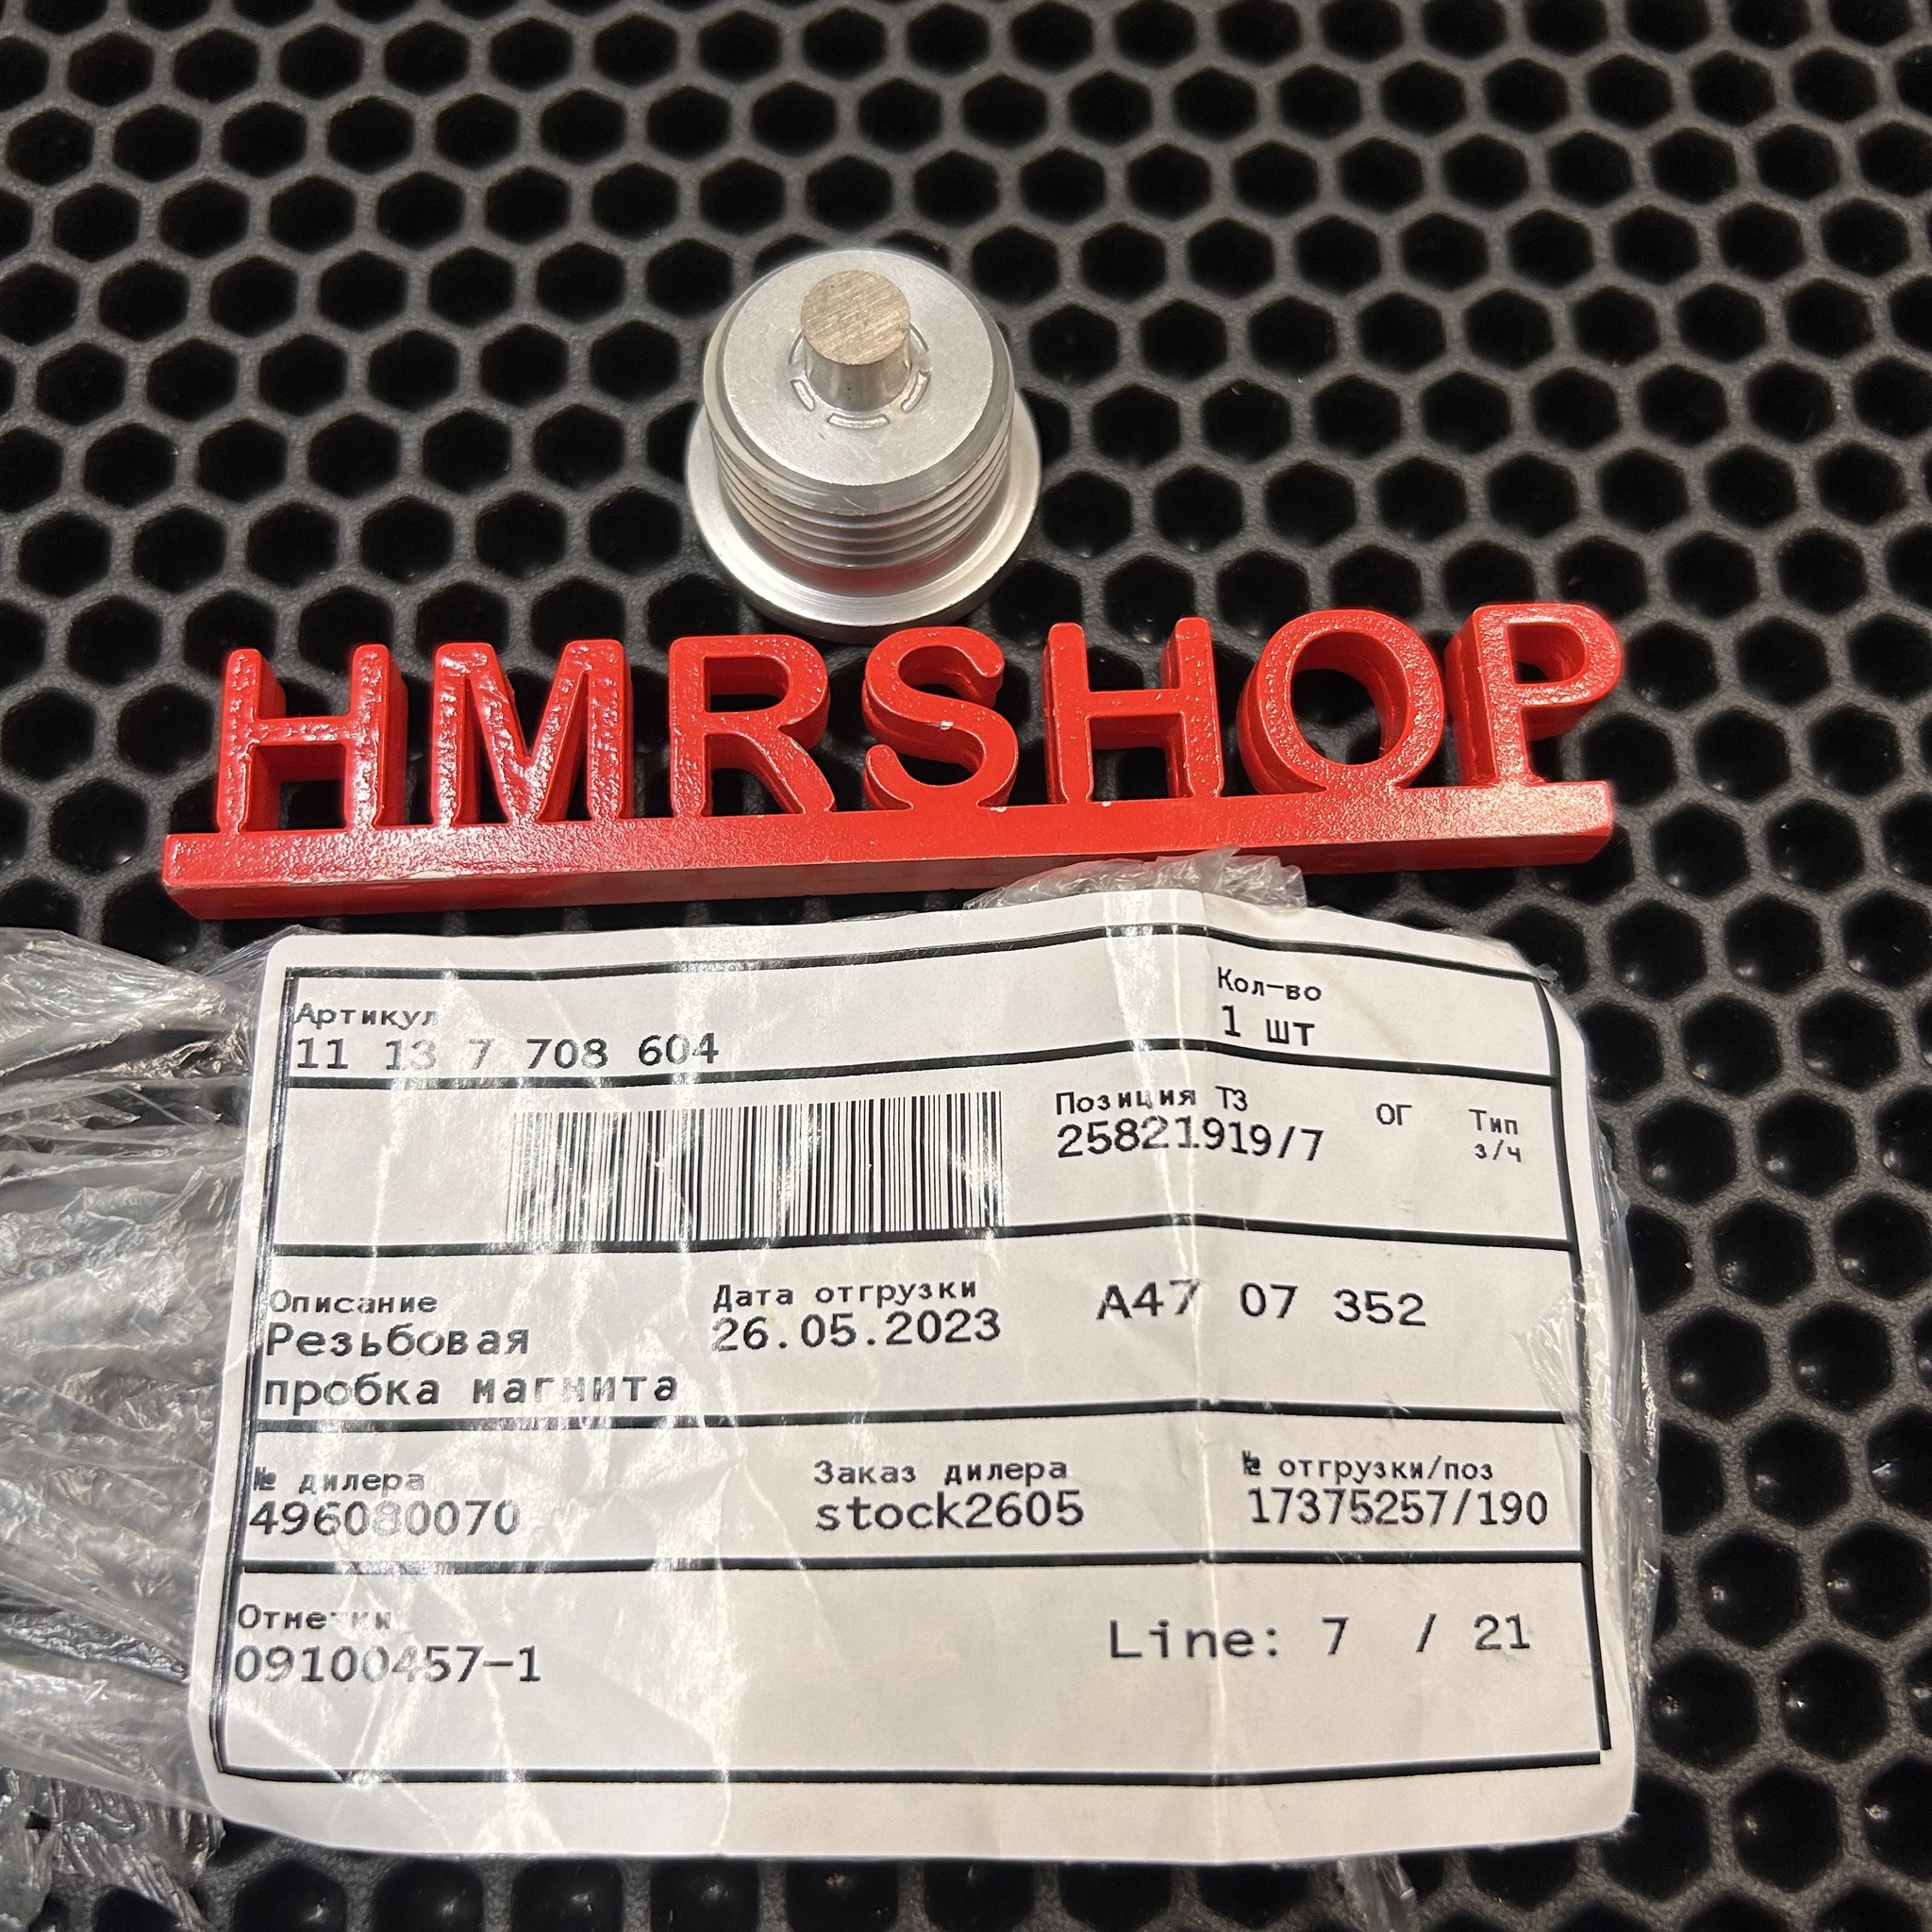 HMRSHOP
Артикул
11 13 7 708 604
Кол-во
1 шт
Позиция ТЗ
25821919/7
ОГ
Тип
з/ч
Описание
Резьбовая
пробка магнита
Дата отгрузки
26.05.2023
A47 07 352
№ дилера
496080070
Заказ дилера
stock2605
№ отгрузки/поз
17375257/190
Отметки
09100457-1
Line: 7 / 21